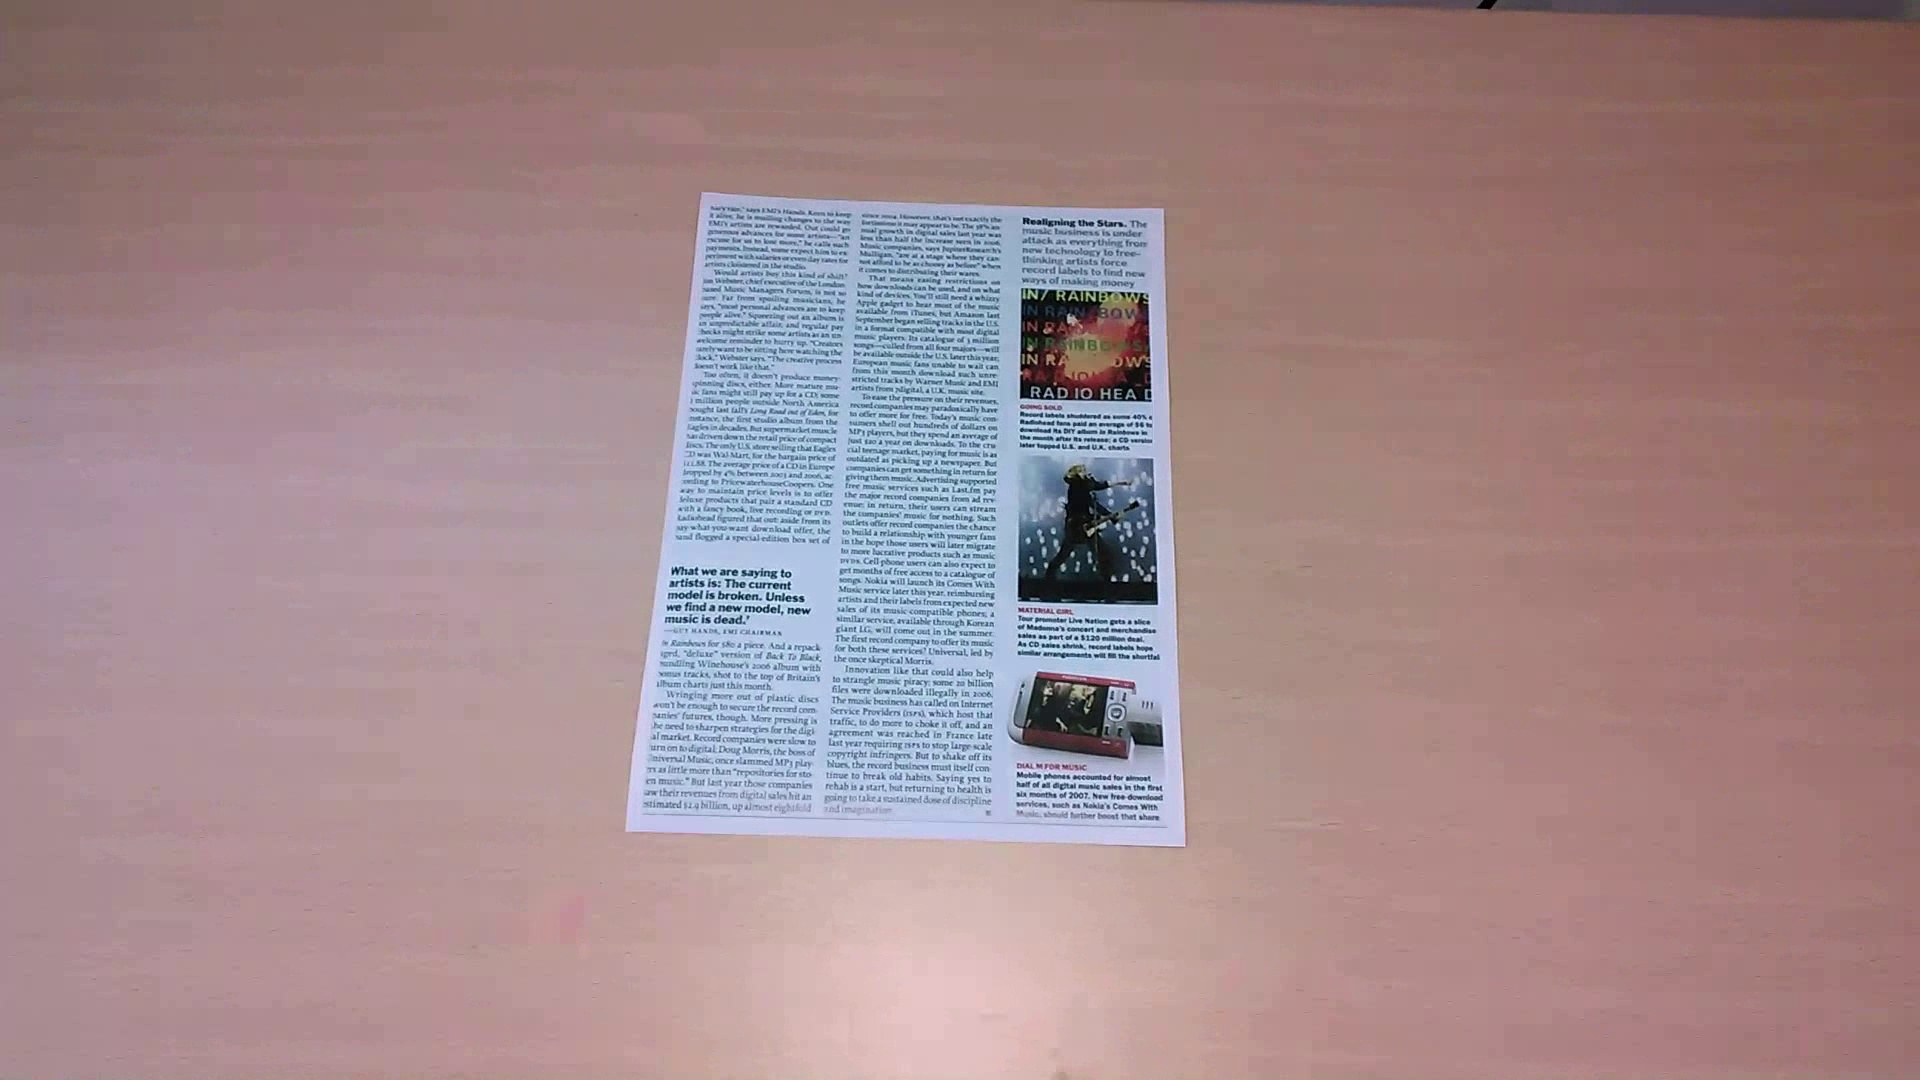 it alive, he is mulling changes to the way
EMI's artists are rewarded. Out could go
generous advances for some artists—"an
excuse for us to lose more," he calls such
payments. Instead, some expect him to ex-
periment with salaries or even day rates for
artists cloistered in the studio.
Would artists buy this kind of shift?
Jon Webster, chief executive of the London
based Music Managers Forum, is not so
sure. Far from spoiling musicians, he
says, "most personal advances are to keep
people alive." Squeezing out an album is
an unpredictable affair, and regular pay
checks might strike some artists as an un-
welcome reminder to hurry up. "Creators
rarely want to be sitting here watching the
clock," Webster says. "The creative process
doesn't work like that."
Too often, it doesn't produce money-
spinning discs, either. More mature mu-
sic fans might still pay up for a CD; some
3 million people outside North America
bought last fall's Long Road out of Eden, for
instance, the first studio album from the
Eagles in decades. But supermarket muscle
has driven down the retail price of compact
discs. The only U.S. store selling that Eagles
CD was Wal-Mart, for the bargain price of
$11.88. The average price of a CD in Europe
dropped by 4% between 2003 and 2006, ac-
cording to PricewaterhouseCoopers. One
way to maintain price levels is to offer
deluxe products that pair a standard CD
with a fancy book, live recording or DVD.
Radiohead figured that out: aside from its
pay-what-you-want download offer, the
band flogged a special-edition box set of
What we are saying to
artists is: The current
model is broken. Unless
we find a new model, new
music is dead.'
—GUY HANDS, EMI CHAIRMAN
In Rainbows for $80 a piece. And a repack-
aged, "deluxe" version of Back To Black,
bundling Winehouse's 2006 album with
bonus tracks, shot to the top of Britain's
album charts just this month.
Wringing more out of plastic discs
won't be enough to secure the record com-
panies' futures, though. More pressing is
the need to sharpen strategies for the digi-
tal market. Record companies were slow to
turn on to digital; Doug Morris, the boss of
Universal Music, once slammed MP3 play-
ers as little more than "repositories for sto-
len music." But last year those companies
saw their revenues from digital sales hit an
estimated $2.9 billion, up almost eightfold
since 2004. However, that's not exactly the
fortissimo it may appear to be. The 38% an-
nual growth in digital sales last year was
less than half the increase seen in 2006.
Music companies, says JupiterResearch's
Mulligan, "are at a stage where they can
not afford to be as choosy as before" when
it comes to distributing their wares.
That means easing restrictions on
how downloads can be used, and on what
kind of devices. You'll still need a whizzy
Apple gadget to hear most of the music
available from iTunes, but Amazon last
September began selling tracks in the U.S.
in a format compatible with most digital
music players. Its catalogue of 3 million
songs—culled from all four majors—will
be available outside the U.S. later this year;
European music fans unable to wait can
from this month download such unre-
stricted tracks by Warner Music and EMI
artists from 7digital, a U.K. music site.
To ease the pressure on their revenues,
record companies may paradoxically have
to offer more for free. Today's music con-
sumers shell out hundreds of dollars on
MP3 players, but they spend an average of
just $20 a year on downloads. To the cru-
cial teenage market, paying for music is as
outdated as picking up a newspaper. But
companies can get something in return for
giving them music. Advertising supported
free music services such as Last.fm pay
the major record companies from ad rev-
enue; in return, their users can stream
the companies' music for nothing. Such
outlets offer record companies the chance
to build a relationship with younger fans
in the hope those users will later migrate
to more lucrative products such as music
DVDs. Cell-phone users can also expect to
get months of free access to a catalogue of
songs. Nokia will launch its Comes With
Music service later this year, reimbursing
artists and their labels from expected new
sales of its music-compatible phones; a
similar service, available through Korean
giant LG, will come out in the summer.
The first record company to offer its music
for both these services? Universal, led by
the once skeptical Morris.
Innovation like that could also help
to strangle music piracy; some 20 billion
files were downloaded illegally in 2006.
The music business has called on Internet
Service Providers (ISPs), which host that
traffic, to do more to choke it off, and an
agreement was reached in France late
last year requiring ISPs to stop large-scale
copyright infringers. But to shake off its
blues, the record business must itself con-
tinue to break old habits. Saying yes to
rehab is a start, but returning to health is
going to take a sustained dose of discipline
and imagination.
Realigning the Stars. The
music business is under
attack as everything from
new technology to free-
thinking artists force
record labels to find new
ways of making money
IN/ RAINBOWS
IN RAINBOWS
IN RAINBOWS
IN RAINBOWS/
IN RAINBOWS
RADIOHEAD
RADIOHEAD
GOING SOLO
Record labels shuddered as some 40% o
Radiohead fans paid an average of $6 to
download its DIY album In Rainbows in
the month after its release; a CD version
later topped U.S. and U.K. charts
MATERIAL GIRL
Tour promoter Live Nation gets a slice
of Madonna's concert and merchandise
sales as part of a $120 million deal.
As CD sales shrink, record labels hope
similar arrangements will fill the shortfall
DIAL M FOR MUSIC
Mobile phones accounted for almost
half of all digital music sales in the first
six months of 2007. New free-download
services, such as Nokia's Comes With
Music, should further boost that share